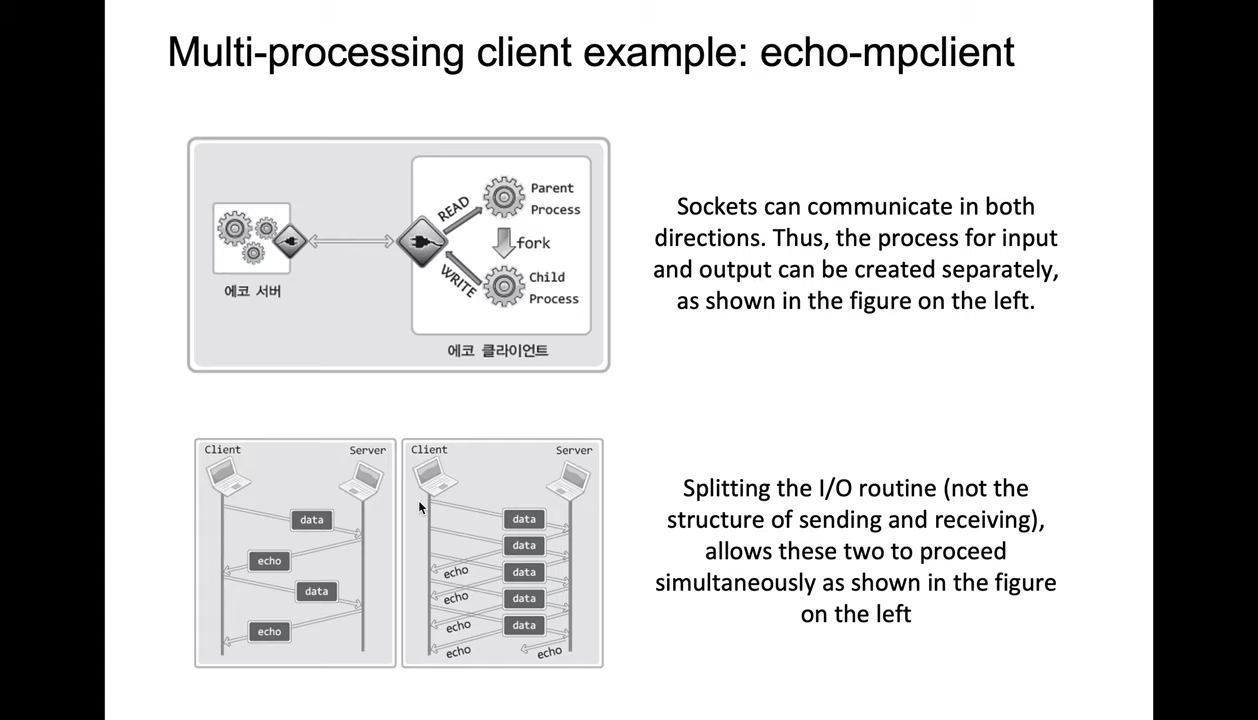 Multi-processing client example: echo-mpclient
READ
Parent
Process
fork
WRITE
Child
Process
에코 서버
에코 클라이언트
Sockets can communicate in both
directions. Thus, the process for input
and output can be created separately,
as shown in the figure on the left.
Client
Server
data
echo
data
echo
Client
Server
data
data
echo
data
echo
data
echo
data
echo
echo
Splitting the I/O routine (not the
structure of sending and receiving),
allows these two to proceed
simultaneously as shown in the figure
on the left